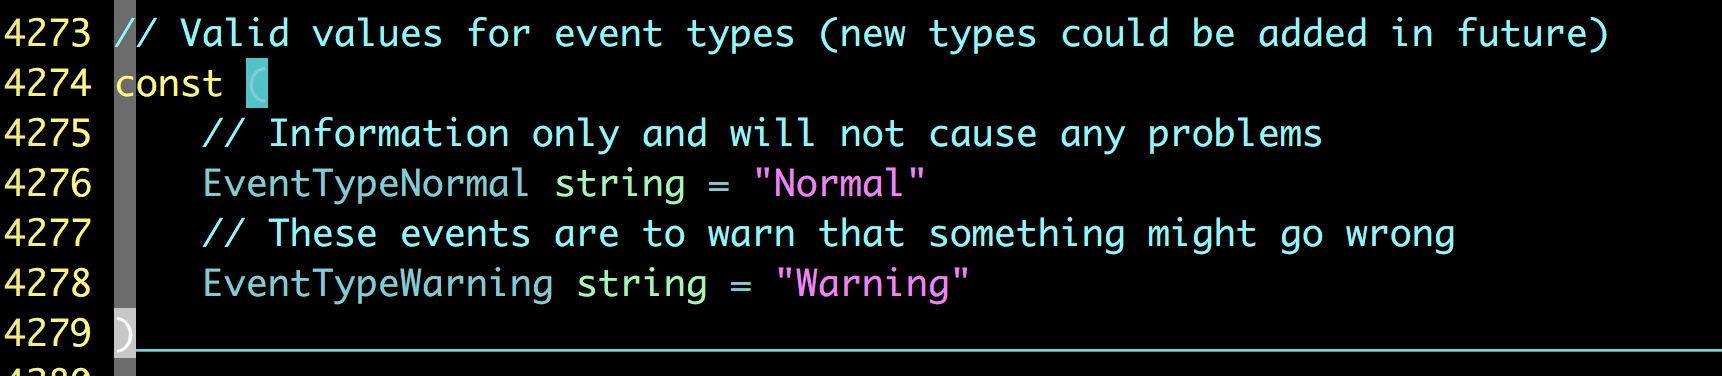 4273 // Valid values for event types (new types could be added in future)
4274 const (
4275     // Information only and will not cause any problems
4276     EventTypeNormal string = "Normal"
4277     // These events are to warn that something might go wrong
4278     EventTypeWarning string = "Warning"
4279 )